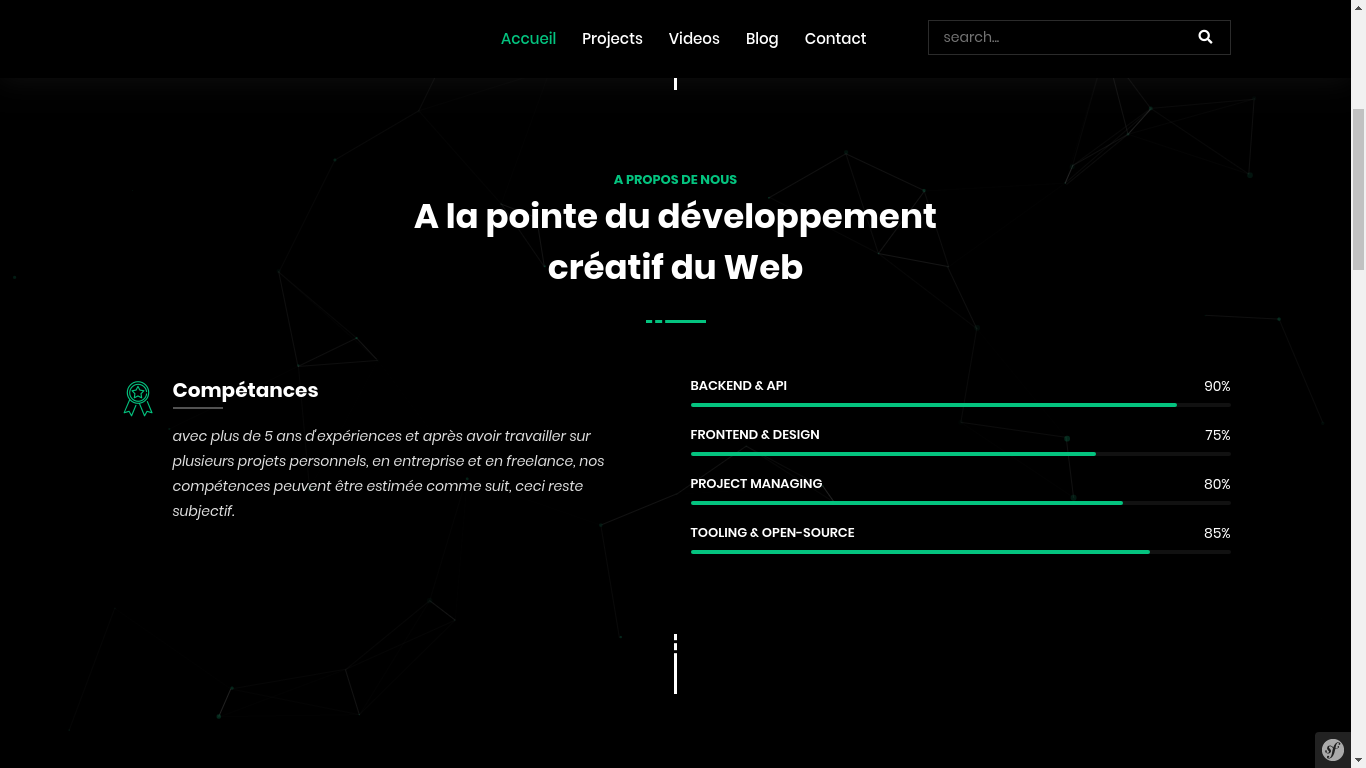 Accueil Projects Videos Blog Contact search...
A PROPOS DE NOUS
A la pointe du développement
créatif du Web
Compétances
avec plus de 5 ans d'expériences et après avoir travailler sur
plusieurs projets personnels, en entreprise et en freelance, nos
compétences peuvent être estimée comme suit, ceci reste
subjectif.
BACKEND & API 90%
FRONTEND & DESIGN 75%
PROJECT MANAGING 80%
TOOLING & OPEN-SOURCE 85%
sf